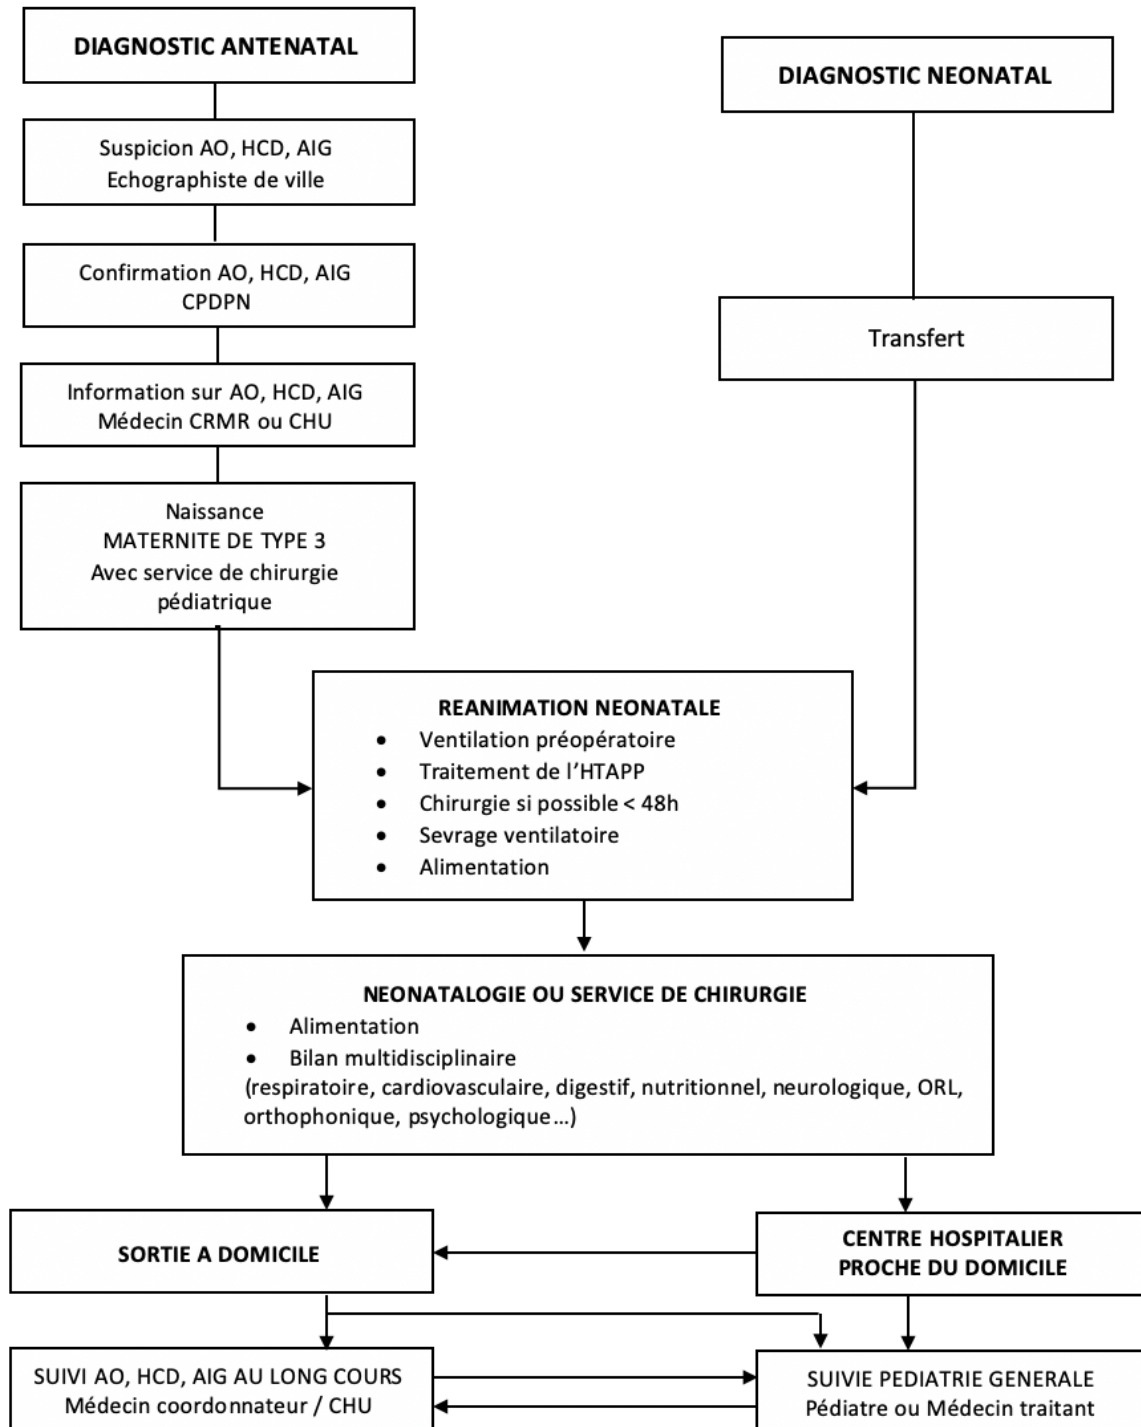 DIAGNOSTIC ANTENATAL
DIAGNOSTIC NEONATAL
Suspicion AO, HCD, AIG
Echographiste de ville
Confirmation AO, HCD, AIG
CPDPN
Transfert
Information sur AO, HCD, AIG
Médecin CRMR ou CHU
Naissance
MATERNITE DE TYPE 3
Avec service de chirurgie
pédiatrique
REANIMATION NEONATALE
• Ventilation préopératoire
• Traitement de l’HTAPP
• Chirurgie si possible < 48h
• Sevrage ventilatoire
• Alimentation
NEONATALOGIE OU SERVICE DE CHIRURGIE
• Alimentation
• Bilan multidisciplinaire
(respiratoire, cardiovasculaire, digestif, nutritionnel, neurologique, ORL,
orthophonique, psychologique…)
SORTIE A DOMICILE
CENTRE HOSPITALIER
PROCHE DU DOMICILE
SUIVI AO, HCD, AIG AU LONG COURS
Médecin coordonnateur / CHU
SUIVIE PEDIATRIE GENERALE
Pédiatre ou Médecin traitant